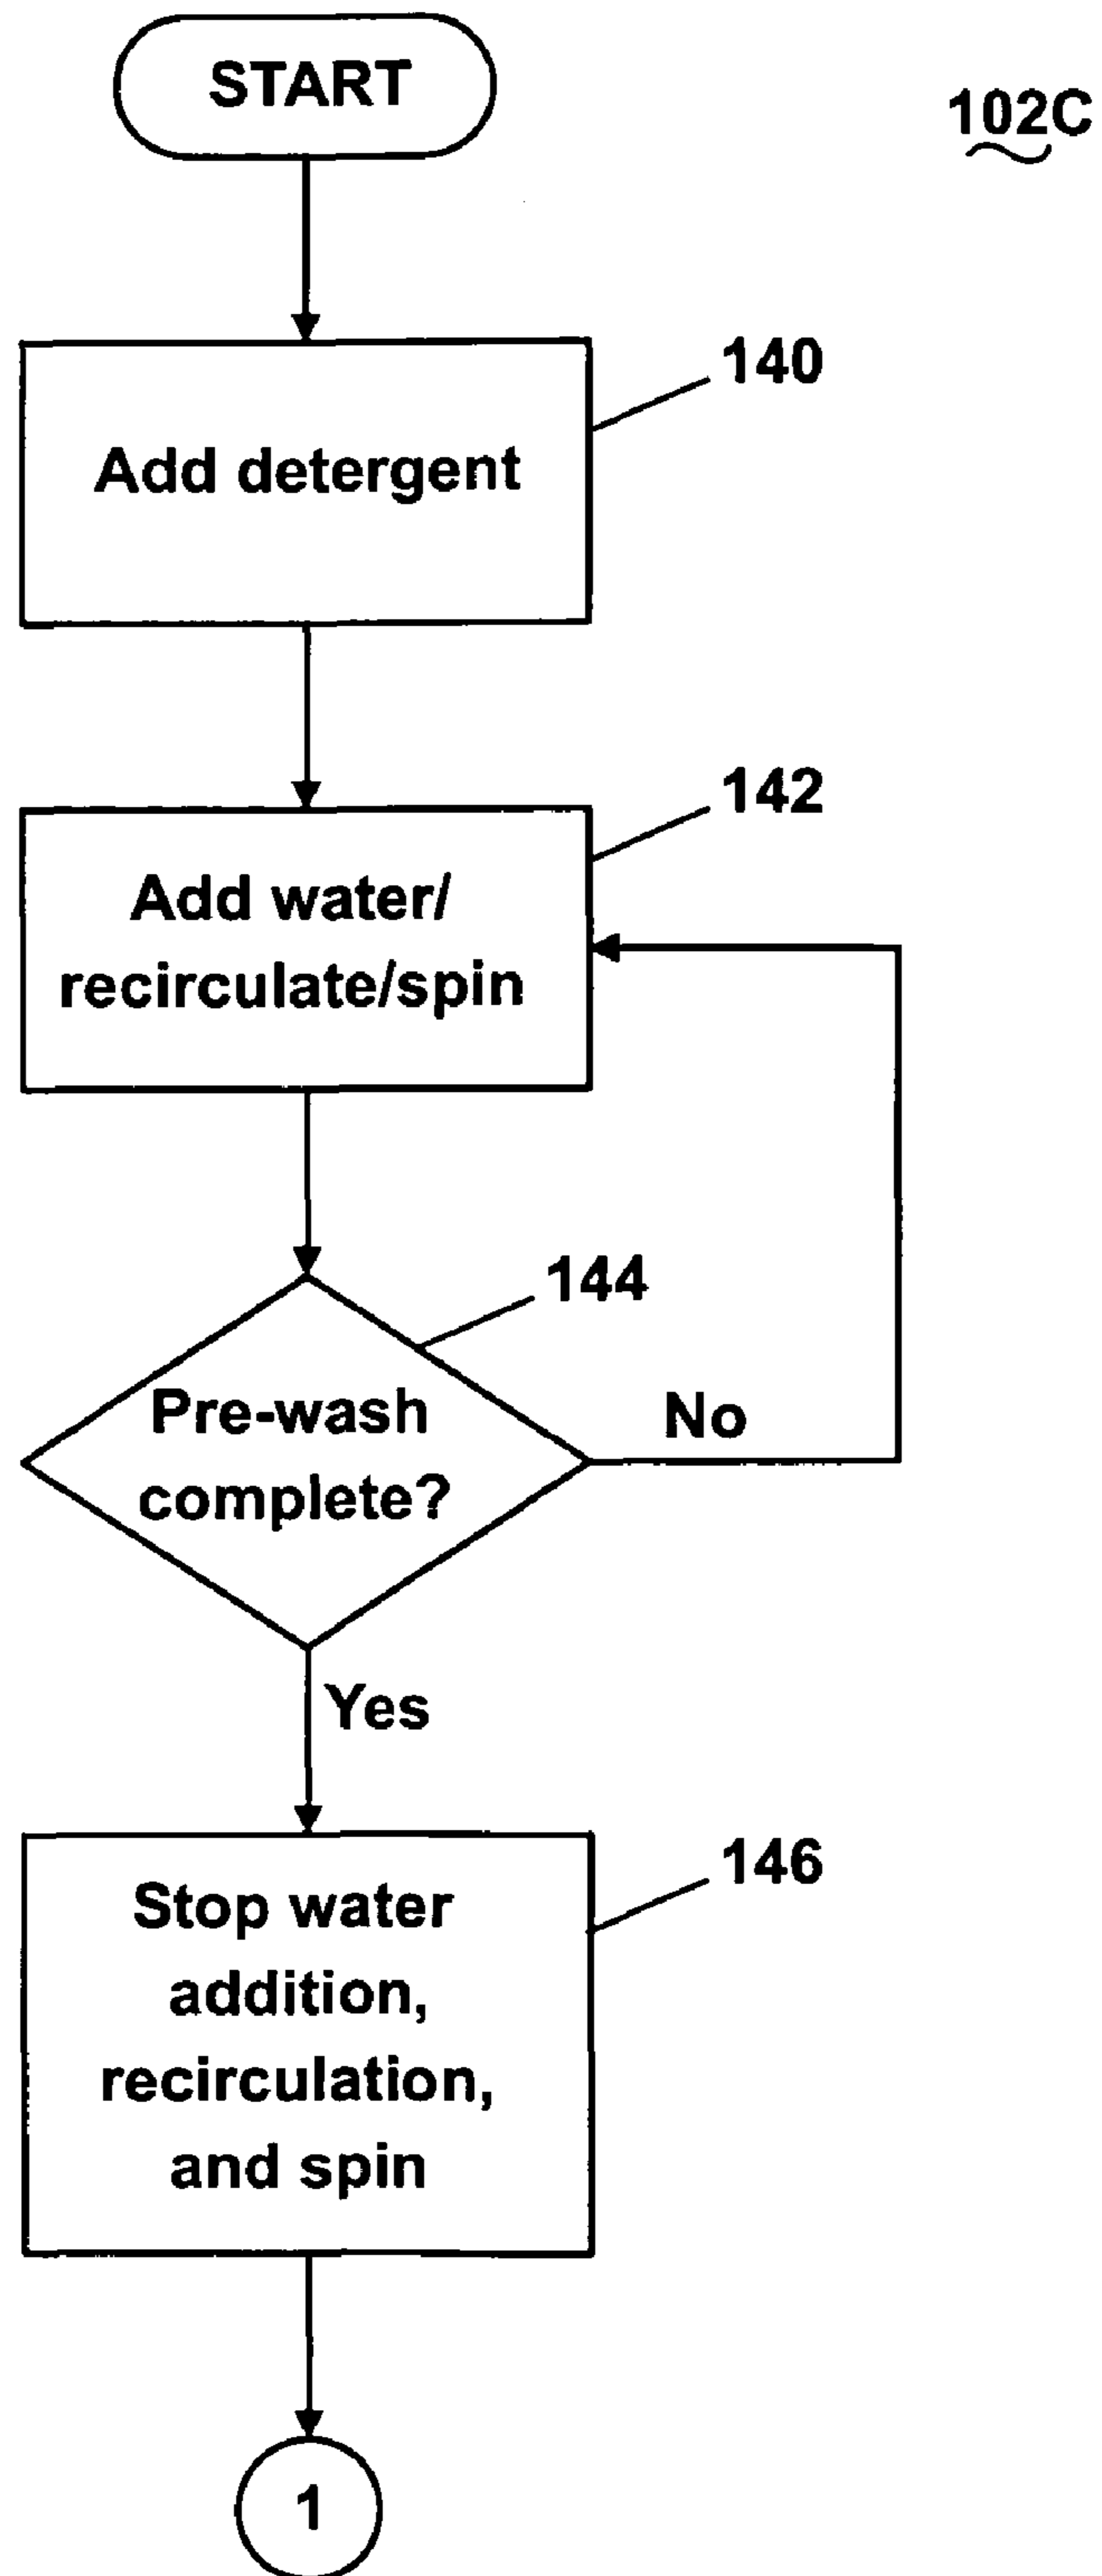 START
102C
140
Add detergent
142
Add water/
recirculate/spin
144
Pre-wash
complete?
No
Yes
146
Stop water
addition,
recirculation,
and spin
1